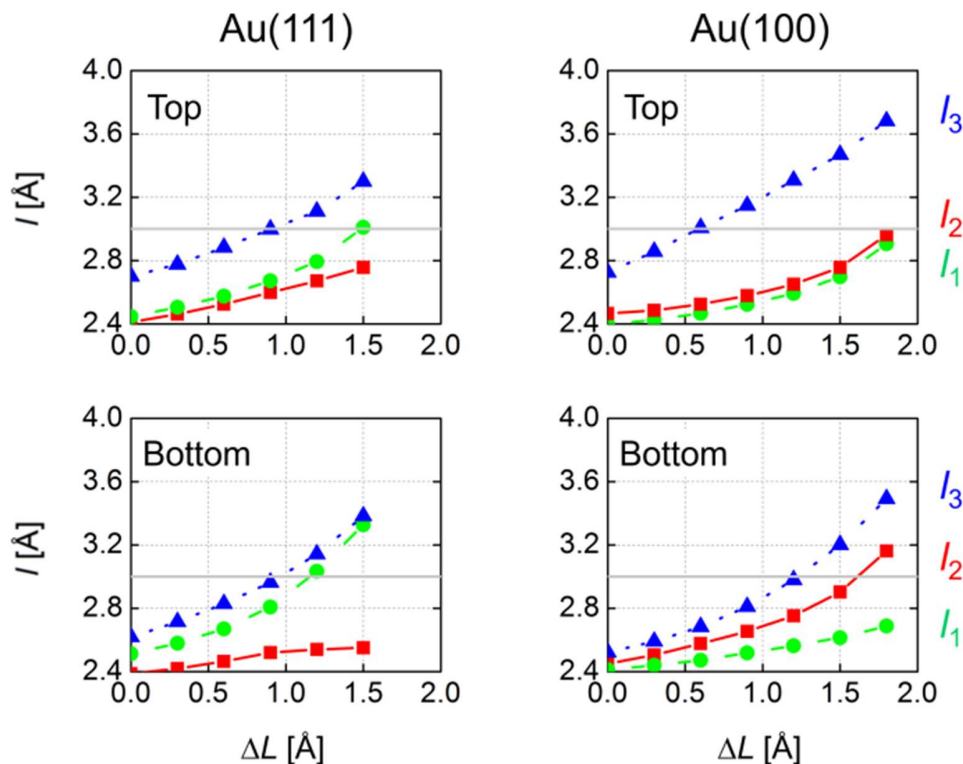 Au(111) Au(100)
4.0 4.0
Top Top
3.6 3.6
l3
l [Å]
3.2 3.2
l2
2.8 2.8
l1
2.4 2.4
0.0 0.5 1.0 1.5 2.0 0.0 0.5 1.0 1.5 2.0
4.0 4.0
Bottom Bottom
3.6 3.6
l3
l [Å]
3.2 3.2
l2
2.8 2.8
l1
2.4 2.4
0.0 0.5 1.0 1.5 2.0 0.0 0.5 1.0 1.5 2.0
ΔL [Å] ΔL [Å]